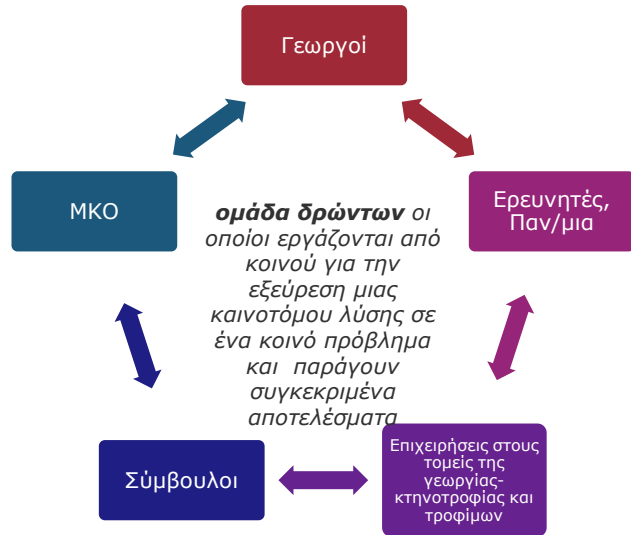 Γεωργοί
ΜΚΟ
Ερευνητές,
Παν/μια
ομάδα δρώντων οι
οποίοι εργάζονται από
κοινού για την
εξεύρεση μιας
καινοτόμου λύσης σε
ένα κοινό πρόβλημα
και παράγουν
συγκεκριμένα
αποτελέσματα
Σύμβουλοι
Επιχειρήσεις στους
τομείς της
γεωργίας-
κτηνοτροφίας και
τροφίμων